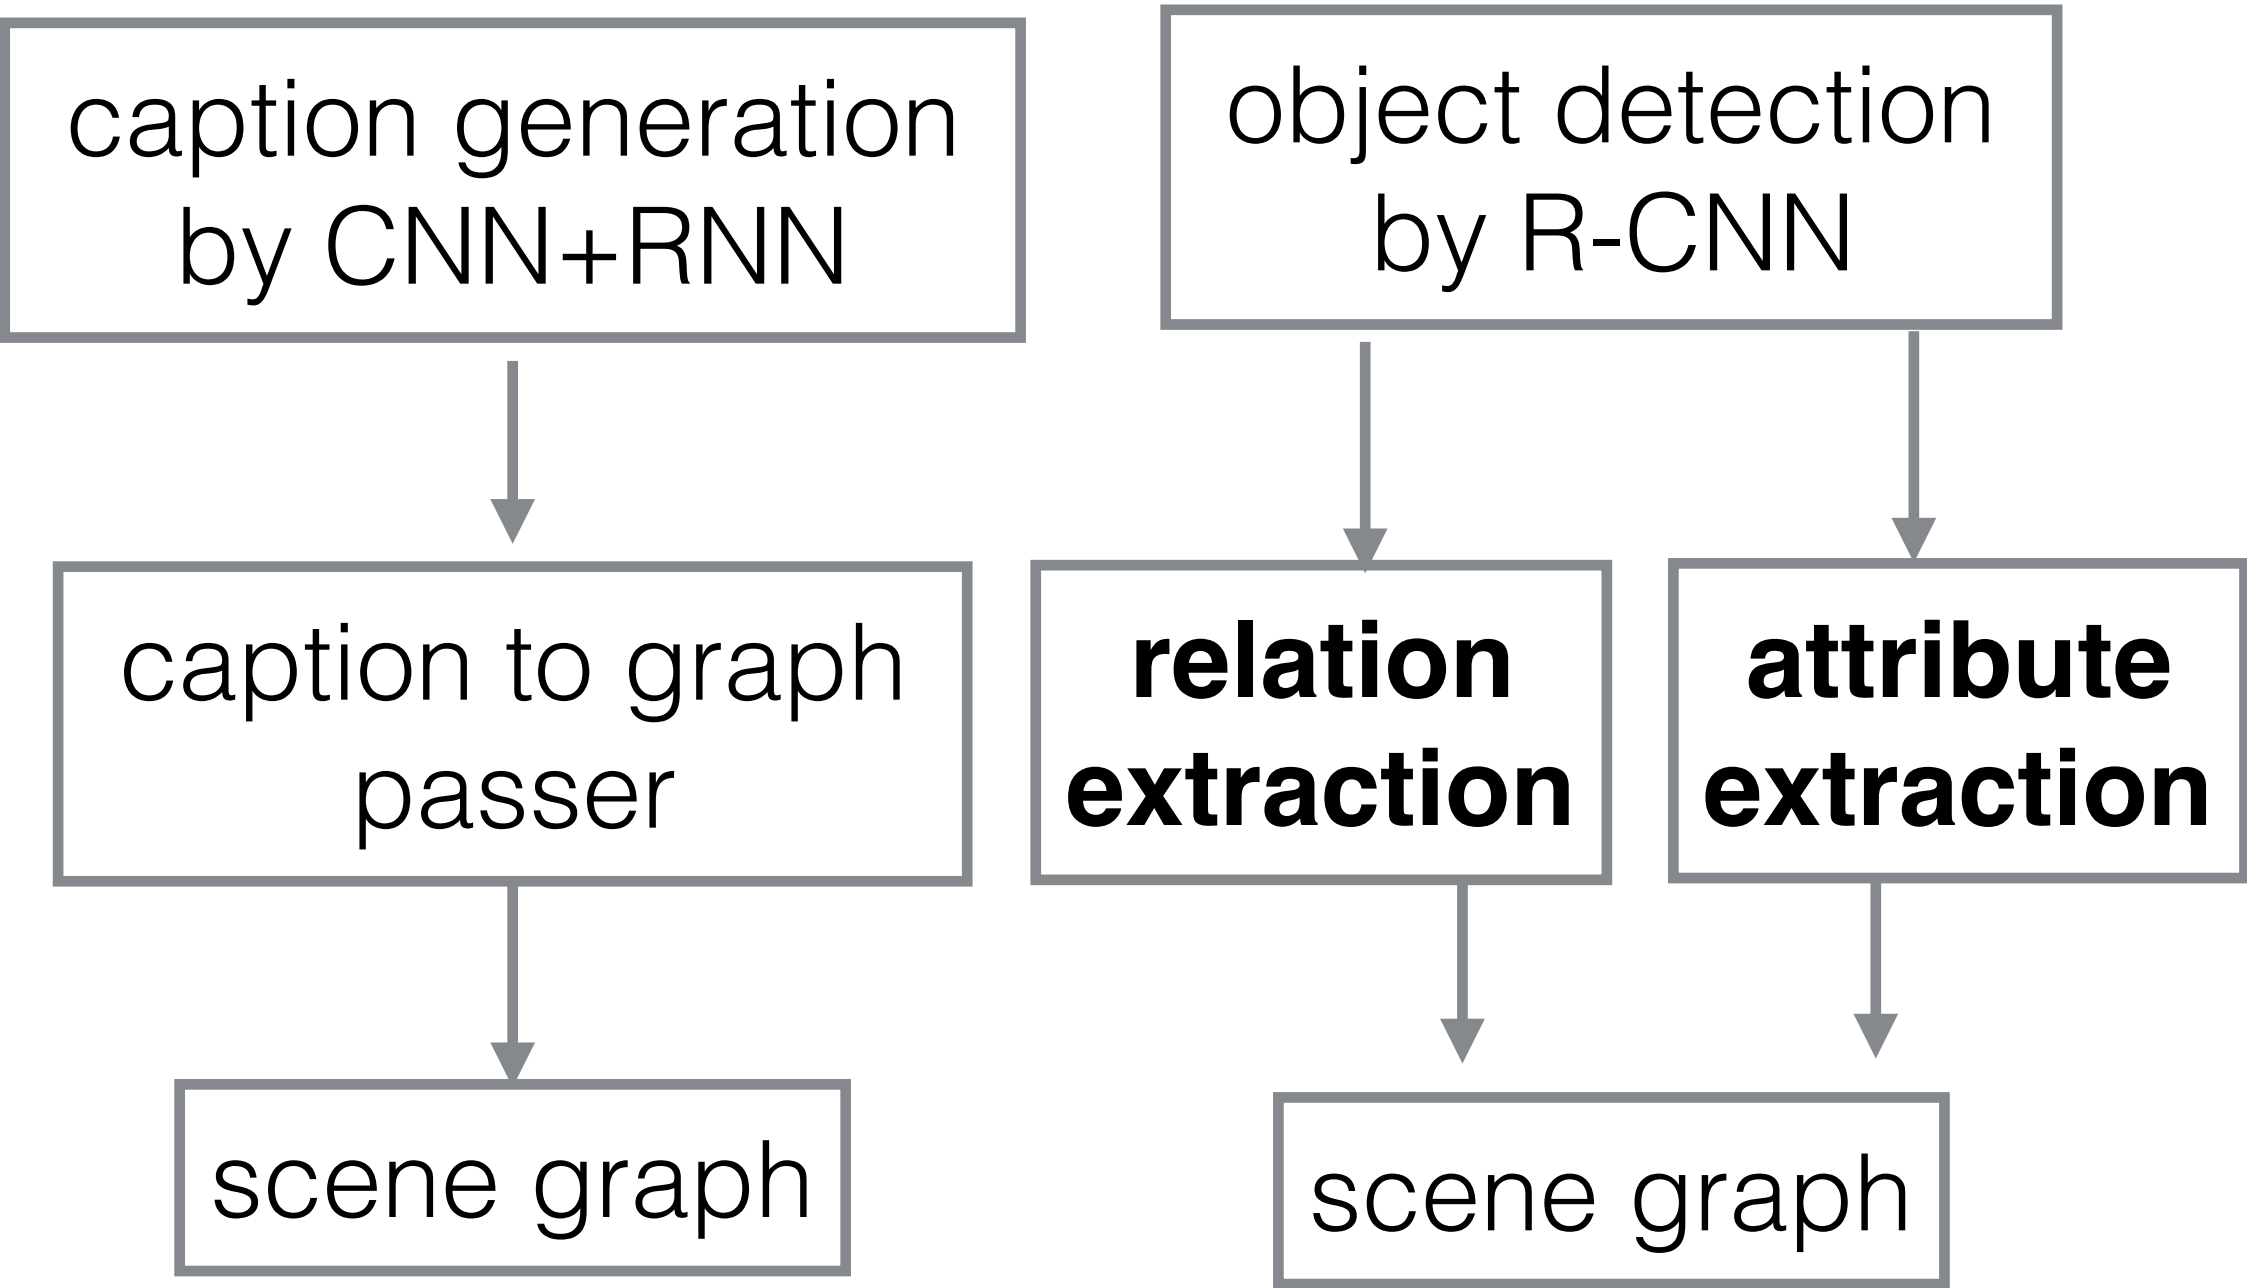 caption generation
by CNN+RNN
object detection
by R-CNN
caption to graph
passer
relation
extraction
attribute
extraction
scene graph
scene graph